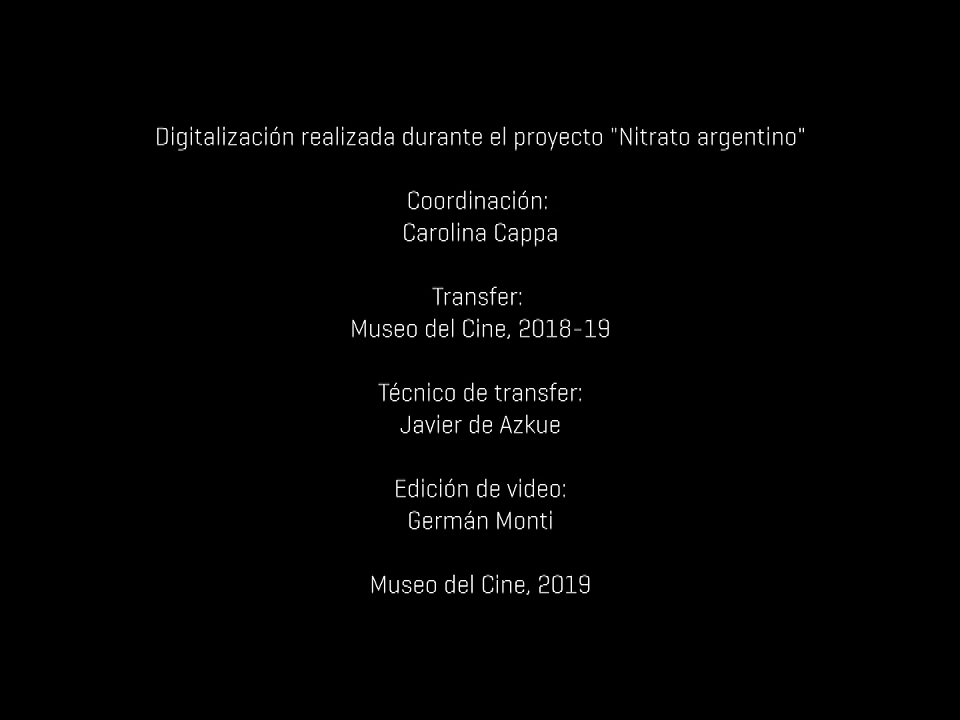 Digitalización realizada durante el proyecto "Nitrato argentino"
Coordinación:
Carolina Cappa
Transfer:
Museo del Cine, 2018-19
Técnico de transfer:
Javier de Azkue
Edición de video:
Germán Monti
Museo del Cine, 2019